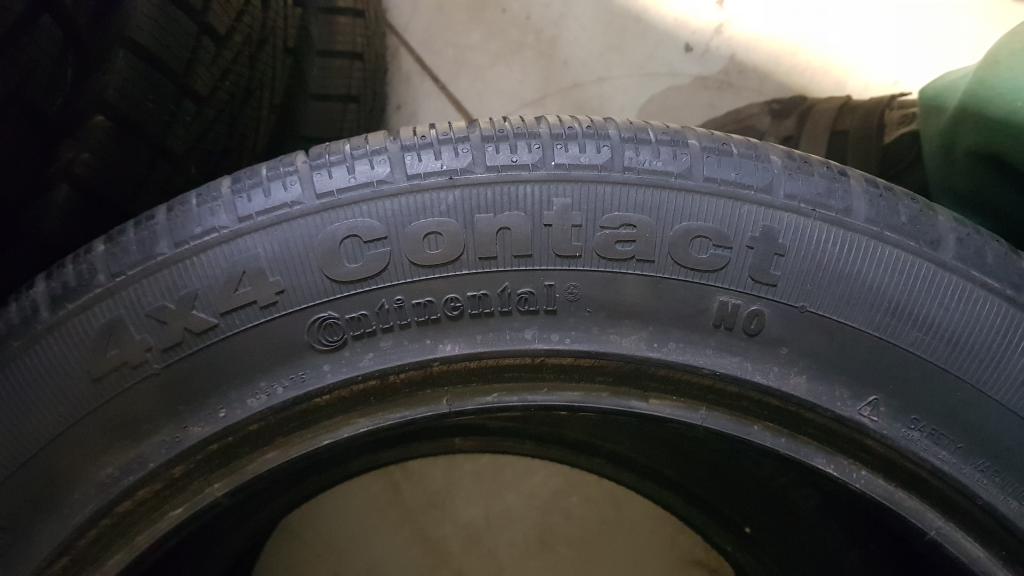 4x4 Contact
Continental®
NO
SAFETY